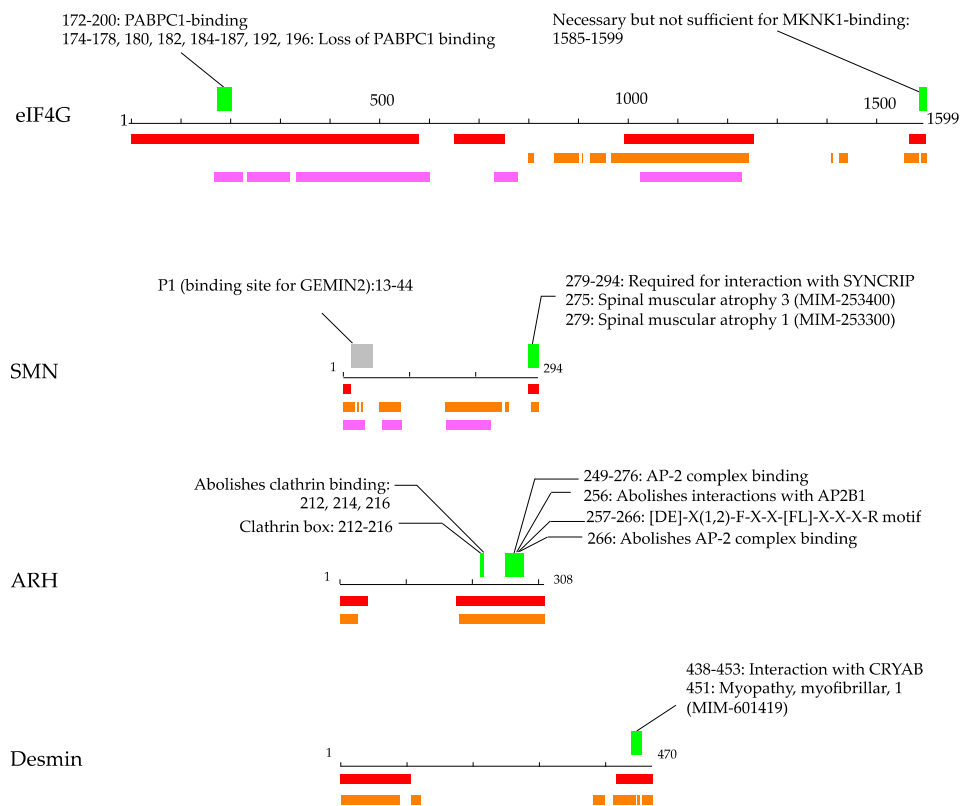 172-200: PABPC1-binding
174-178, 180, 182, 184-187, 192, 196: Loss of PABPC1 binding
Necessary but not sufficient for MKNK1-binding:
1585-1599
eIF4G
1
500
1000
1500
1599
P1 (binding site for GEMIN2):13-44
279-294: Required for interaction with SYNCRIP
275: Spinal muscular atrophy 3 (MIM-253400)
279: Spinal muscular atrophy 1 (MIM-253300)
SMN
1
294
Abolishes clathrin binding:
212, 214, 216
Clathrin box: 212-216
249-276: AP-2 complex binding
256: Abolishes interactions with AP2B1
257-266: [DE]-X(1,2)-F-X-X-[FL]-X-X-X-R motif
266: Abolishes AP-2 complex binding
ARH
1
308
438-453: Interaction with CRYAB
451: Myopathy, myofibrillar, 1
(MIM-601419)
Desmin
1
470